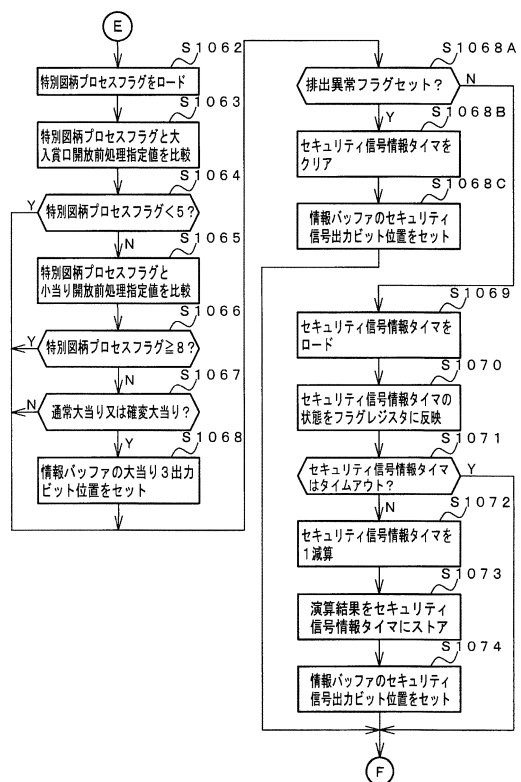 E
S1062
特別図柄プロセスフラグをロード
S1063
特別図柄プロセスフラグと大
入賞口開放前処理指定値を比較
S1064
Y
特別図柄プロセスフラグ<5?
N
S1065
特別図柄プロセスフラグと
小当り開放前処理指定値を比較
S1066
Y
特別図柄プロセスフラグ≧8?
N
S1067
N
通常大当り又は確変大当り?
Y
S1068
情報バッファの大当り3出力
ビット位置をセット
S1068A
排出異常フラグセット?
N
Y
S1068B
セキュリティ信号情報タイマを
クリア
S1068C
情報バッファのセキュリティ
信号出力ビット位置をセット
S1069
セキュリティ信号情報タイマを
ロード
S1070
セキュリティ信号情報タイマの
状態をフラグレジスタに反映
S1071
セキュリティ信号情報タイマ
はタイムアウト?
Y
N
S1072
セキュリティ信号情報タイマを
1減算
S1073
演算結果をセキュリティ
信号情報タイマにストア
S1074
情報バッファのセキュリティ
信号出力ビット位置をセット
F